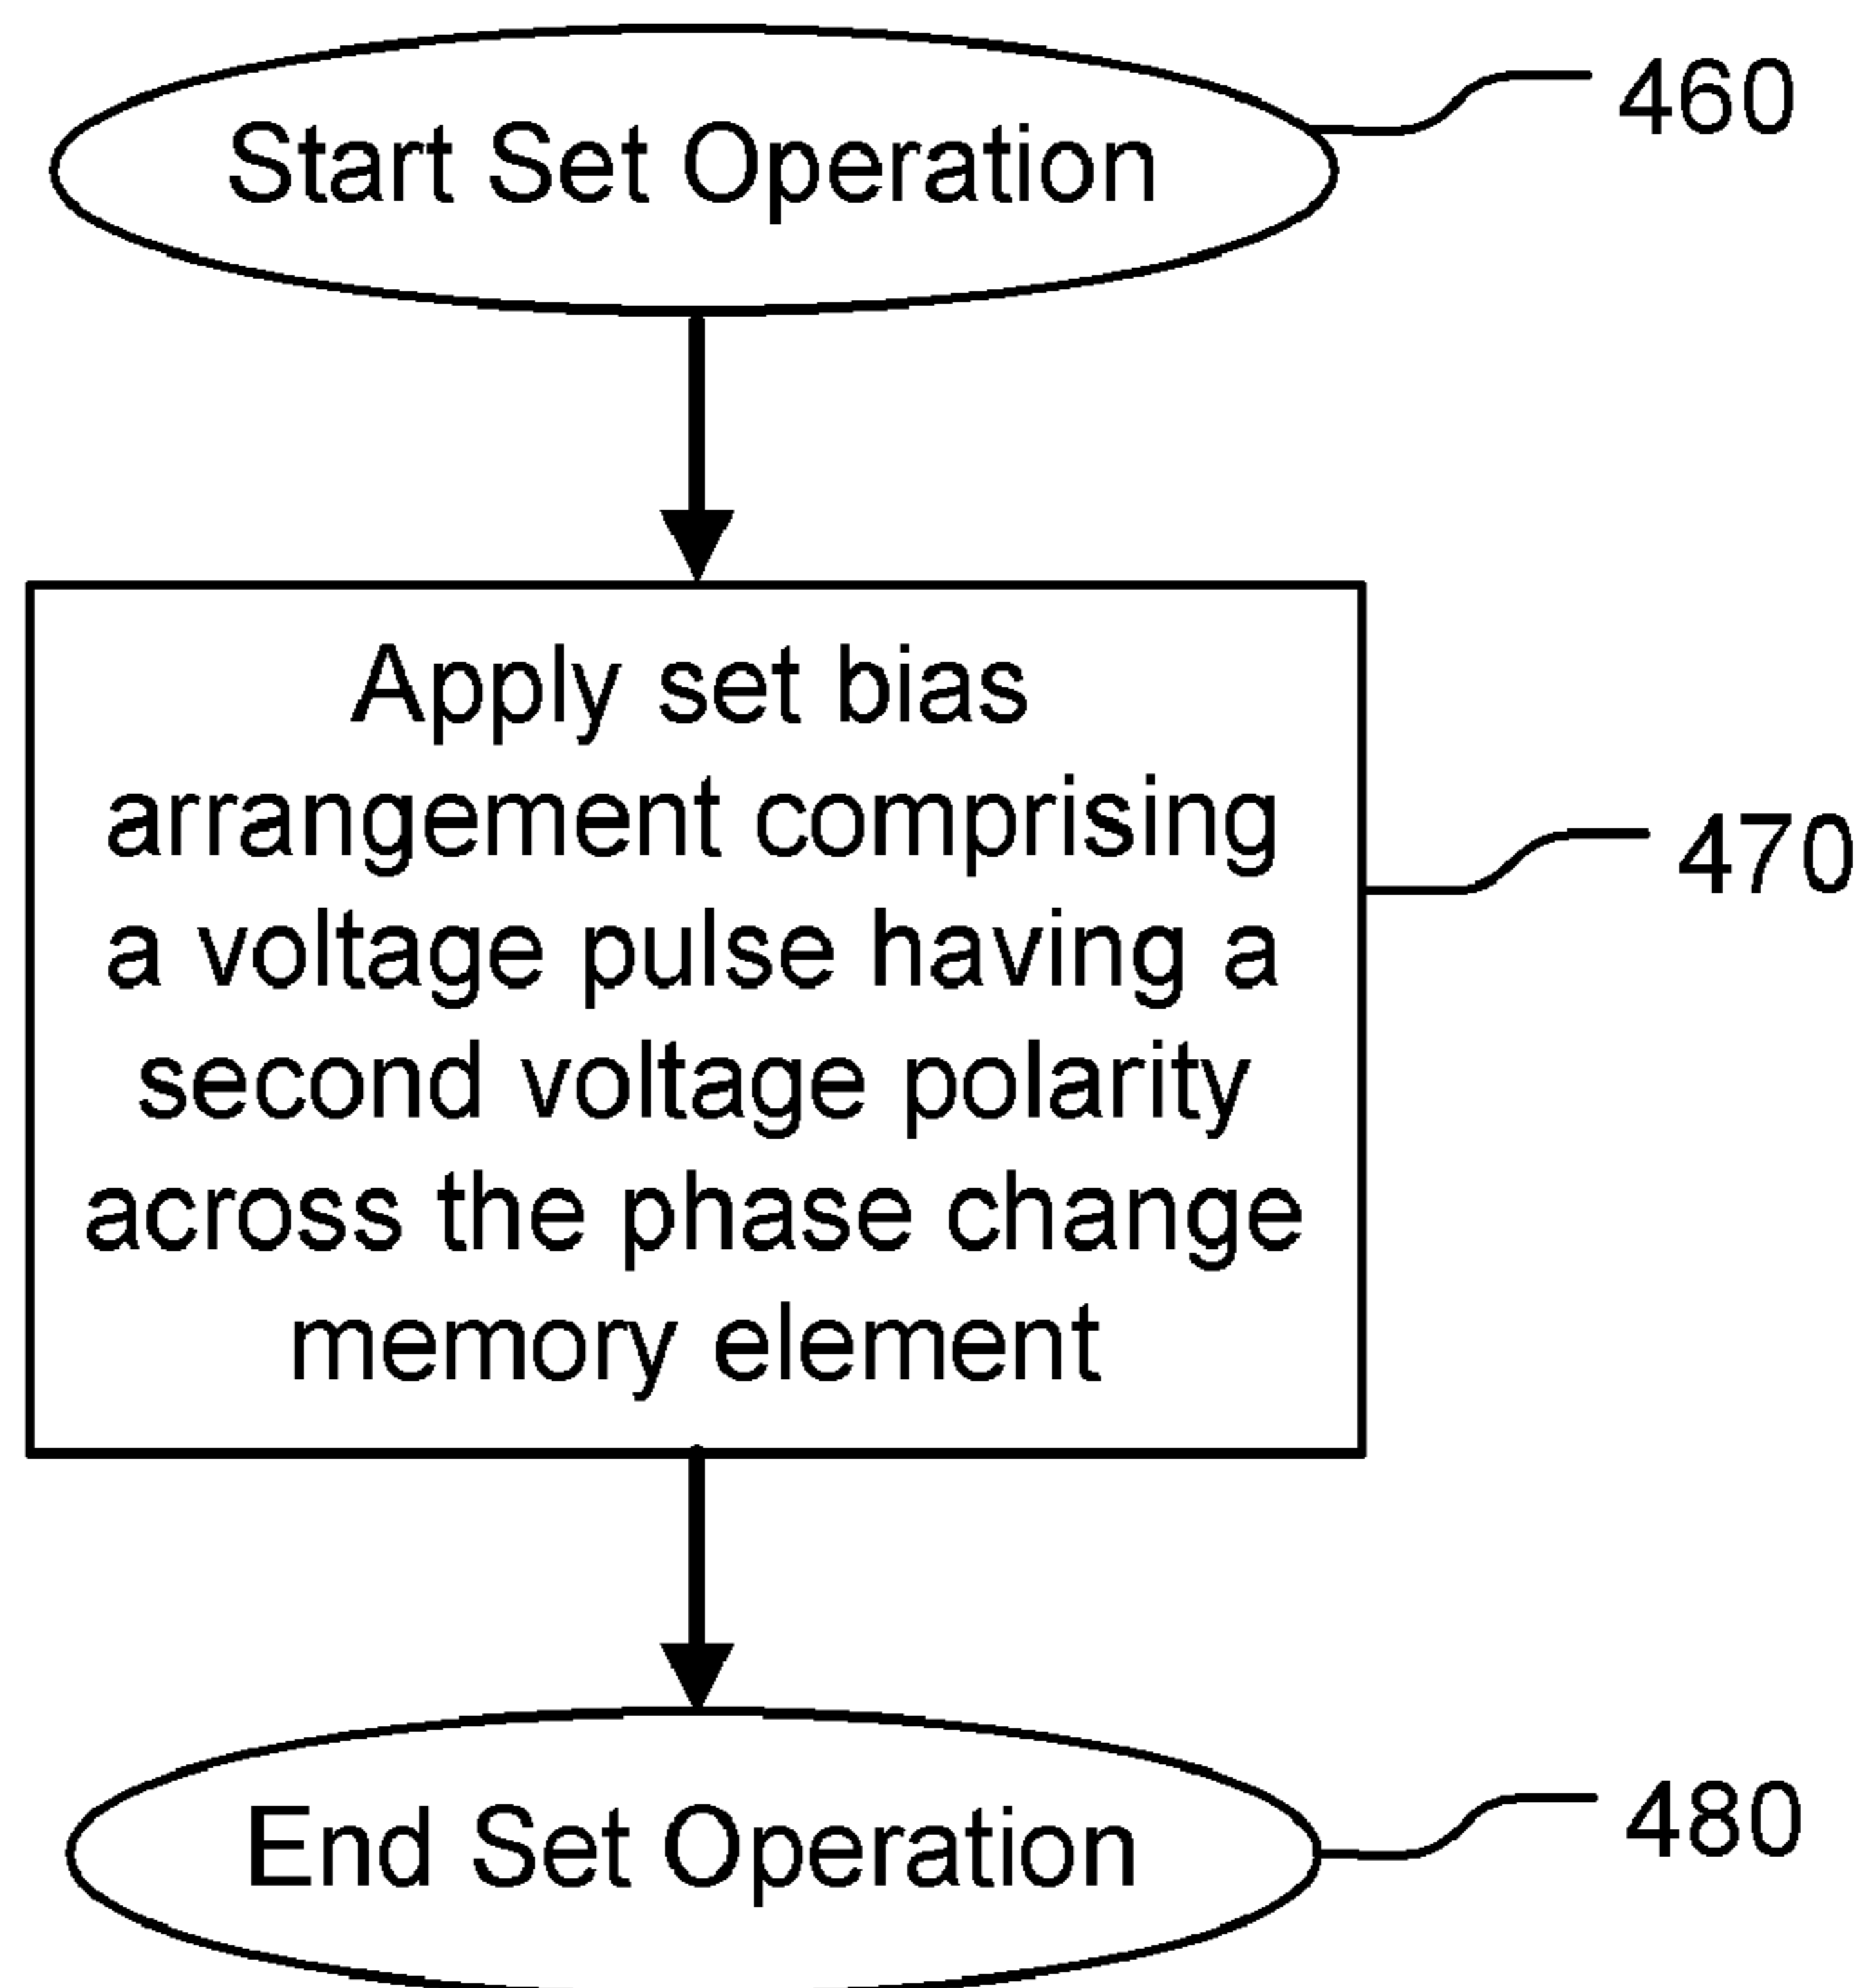 Start Set Operation
460
Apply set bias
arrangement comprising
a voltage pulse having a
second voltage polarity
across the phase change
memory element
470
End Set Operation
480